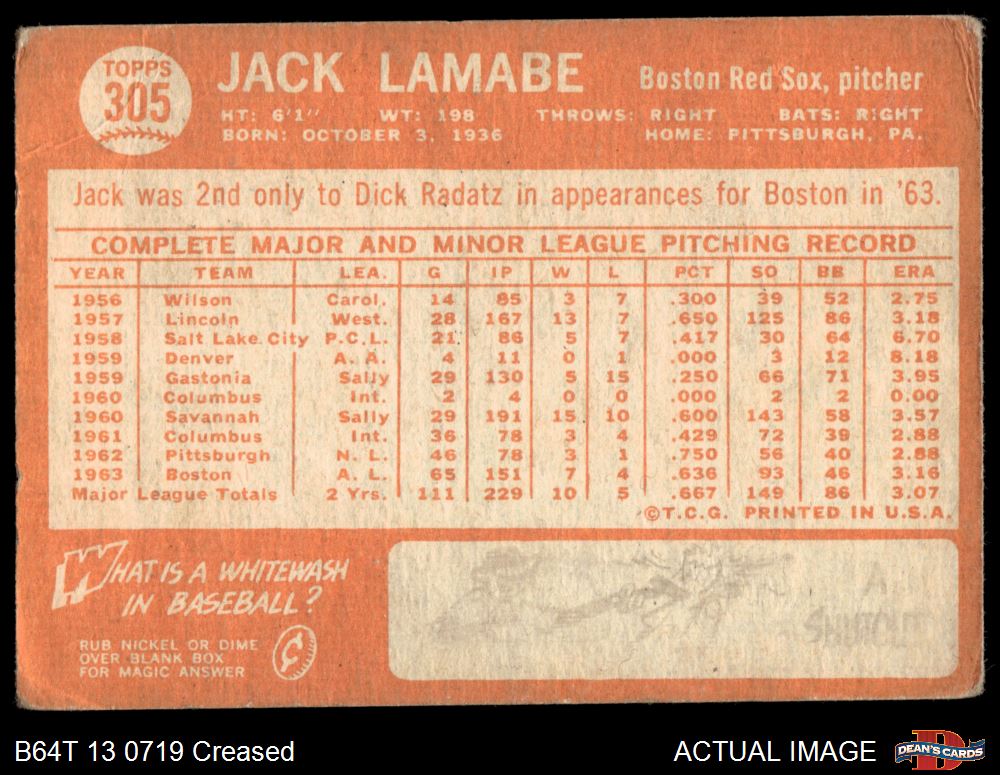 TOPPS
305
JACK LAMABE
Boston Red Sox, pitcher
HT: 6'1" WT: 198 THROWS: RIGHT BATS: RIGHT
BORN: OCTOBER 3, 1936 HOME: PITTSBURGH, PA.
Jack was 2nd only to Dick Radatz in appearances for Boston in '63.
COMPLETE MAJOR AND MINOR LEAGUE PITCHING RECORD
YEAR TEAM LEA. G IP W L PCT SO BB ERA
1956 Wilson Carol. 14 85 3 7 .300 39 52 2.75
1957 Lincoln West. 28 167 13 7 .650 125 86 3.18
1958 Salt Lake City P.C.L. 21 86 5 7 .417 30 64 6.70
1959 Denver A. A. 4 11 0 1 .000 3 12 8.18
1959 Gastonia Sally 29 130 5 15 .250 66 71 3.95
1960 Columbus Int. 2 4 0 0 .000 2 2 0.00
1960 Savannah Sally 29 191 15 10 .600 143 58 3.57
1961 Columbus Int. 36 78 3 4 .429 72 39 2.88
1962 Pittsburgh N. L. 46 78 3 1 .750 56 40 2.88
1963 Boston A. L. 65 151 7 4 .636 93 46 3.16
Major League Totals 2 Yrs. 111 229 10 5 .667 149 86 3.07
©T.C.G. PRINTED IN U.S.A.
WHAT IS A WHITEWASH
IN BASEBALL?
RUB NICKEL OR DIME
OVER BLANK BOX
FOR MAGIC ANSWER
A
SHUTOUT
B64T 13 0719 Creased
ACTUAL IMAGE
DEAN'S CARDS